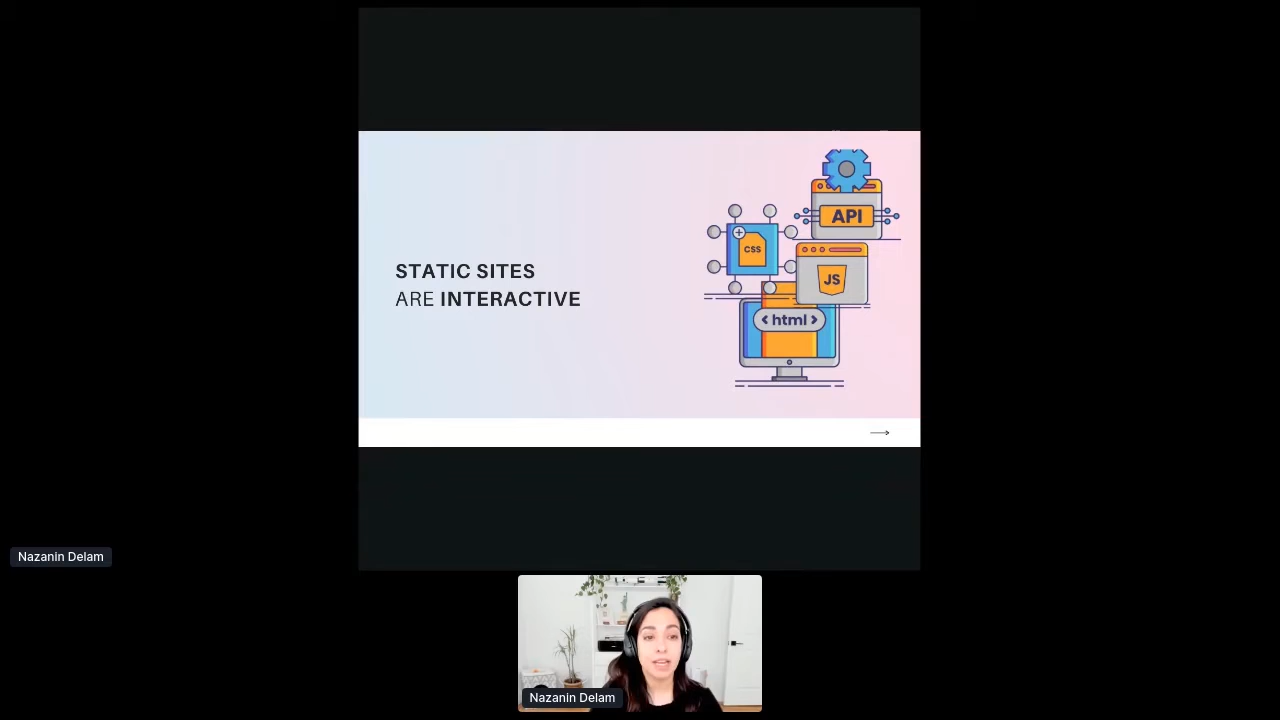 STATIC SITES
ARE INTERACTIVE
API
CSS
JS
< html >
Nazanin Delam
Nazanin Delam